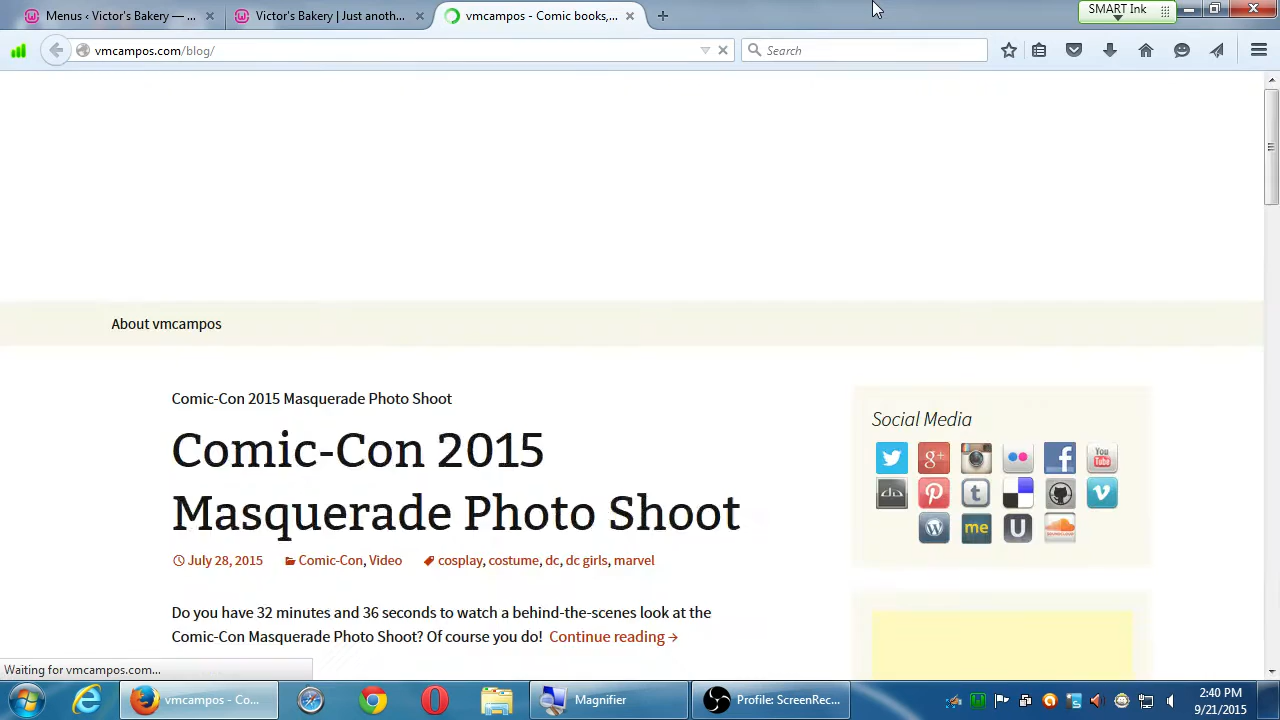 Menus ‹ Victor's Bakery — ...
Victor's Bakery | Just anoth...
vmcampos - Comic books,...
SMART Ink
vmcampos.com/blog/
Search
About vmcampos
Comic-Con 2015 Masquerade Photo Shoot
Comic-Con 2015
Masquerade Photo Shoot
July 28, 2015 Comic-Con, Video cosplay, costume, dc, dc girls, marvel
Do you have 32 minutes and 36 seconds to watch a behind-the-scenes look at the
Comic-Con Masquerade Photo Shoot? Of course you do! Continue reading →
Social Media
You
Tube
me
Waiting for vmcampos.com...
vmcampos - Co...
Magnifier
Profile: ScreenRec...
2:40 PM
9/21/2015